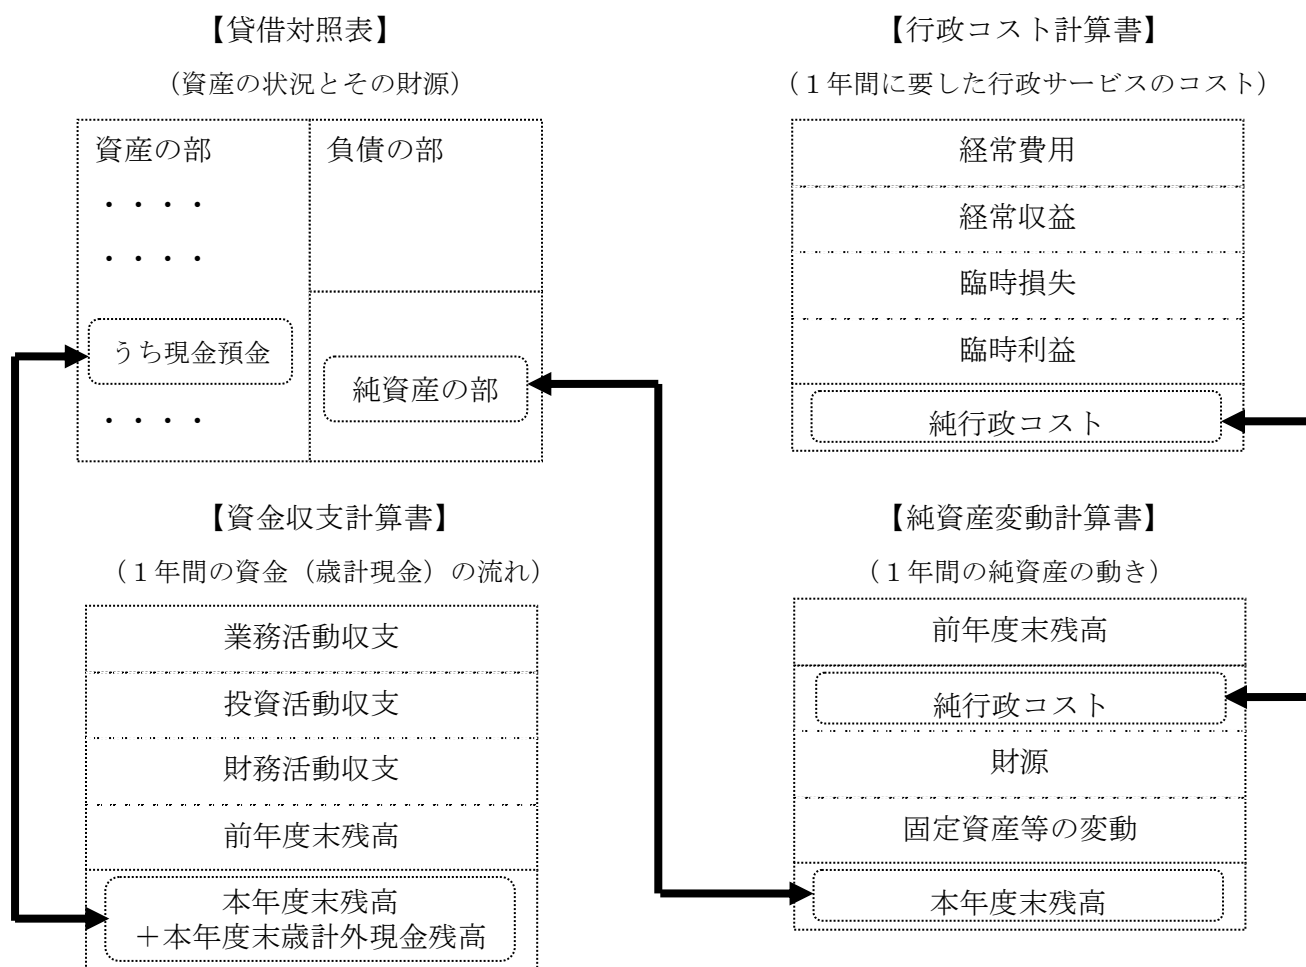 【貸借対照表】
（資産の状況とその財源）
資産の部
・・・・
・・・・
うち現金預金
・・・・
負債の部
純資産の部
【行政コスト計算書】
（１年間に要した行政サービスのコスト）
経常費用
経常収益
臨時損失
臨時利益
純行政コスト
【資金収支計算書】
（１年間の資金（歳計現金）の流れ）
業務活動収支
投資活動収支
財務活動収支
前年度末残高
本年度末残高
＋本年度末歳計外現金残高
【純資産変動計算書】
（１年間の純資産の動き）
前年度末残高
純行政コスト
財源
固定資産等の変動
本年度末残高